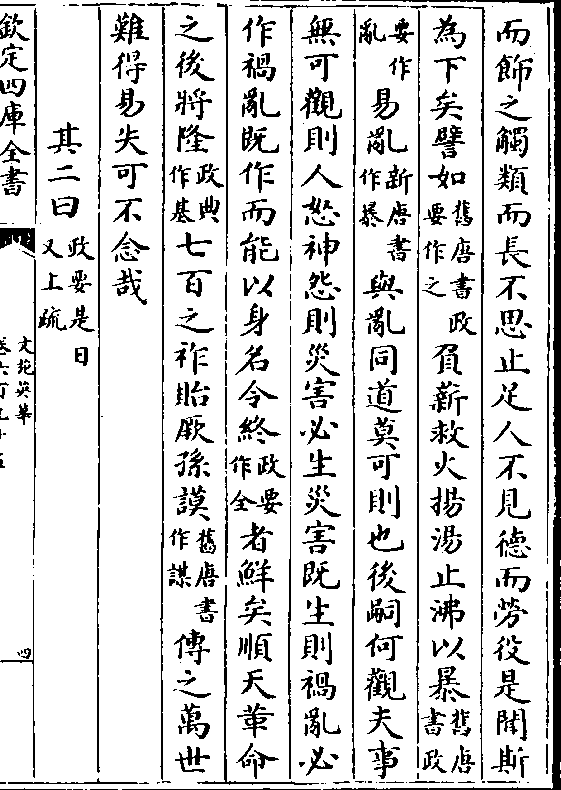 而飾之觸類而長不思止足人不見德而勞役是聞斯
為下矣譬如舊唐書政要作之負薪救火揚湯止沸以暴舊唐書政
要作亂易亂新唐書作暴與亂同道莫可則也後嗣何觀夫事
無可觀則人怒神怨則災害必生災害既生則禍亂必
作禍亂既作而能以身名令終政要作全者鮮矣順天革命
之後將隆政典作基七百之祚貽厥孫謨舊唐書作謀傳之萬世
難得易失可不念哉
其二曰政要是日又上疏
欽定四庫全書
文苑英華
卷六百九十五
四